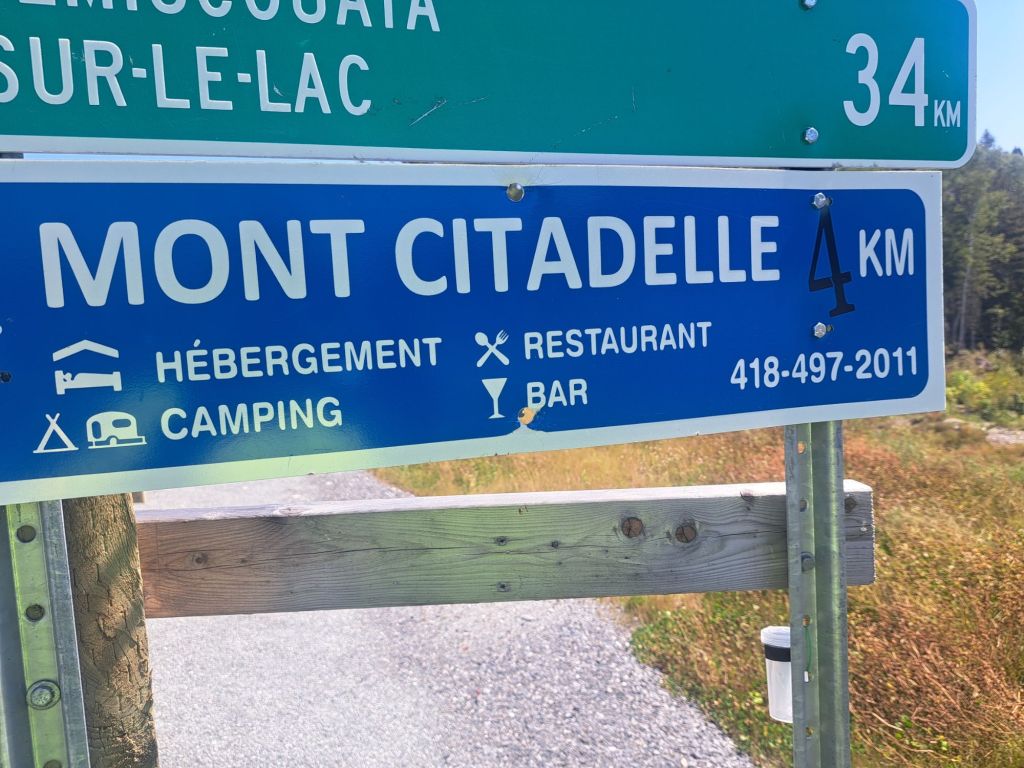 SUR-LE-LAC 34 KM
MONT CITADELLE 4 KM
HÉBERGEMENT RESTAURANT
CAMPING BAR 418-497-2011